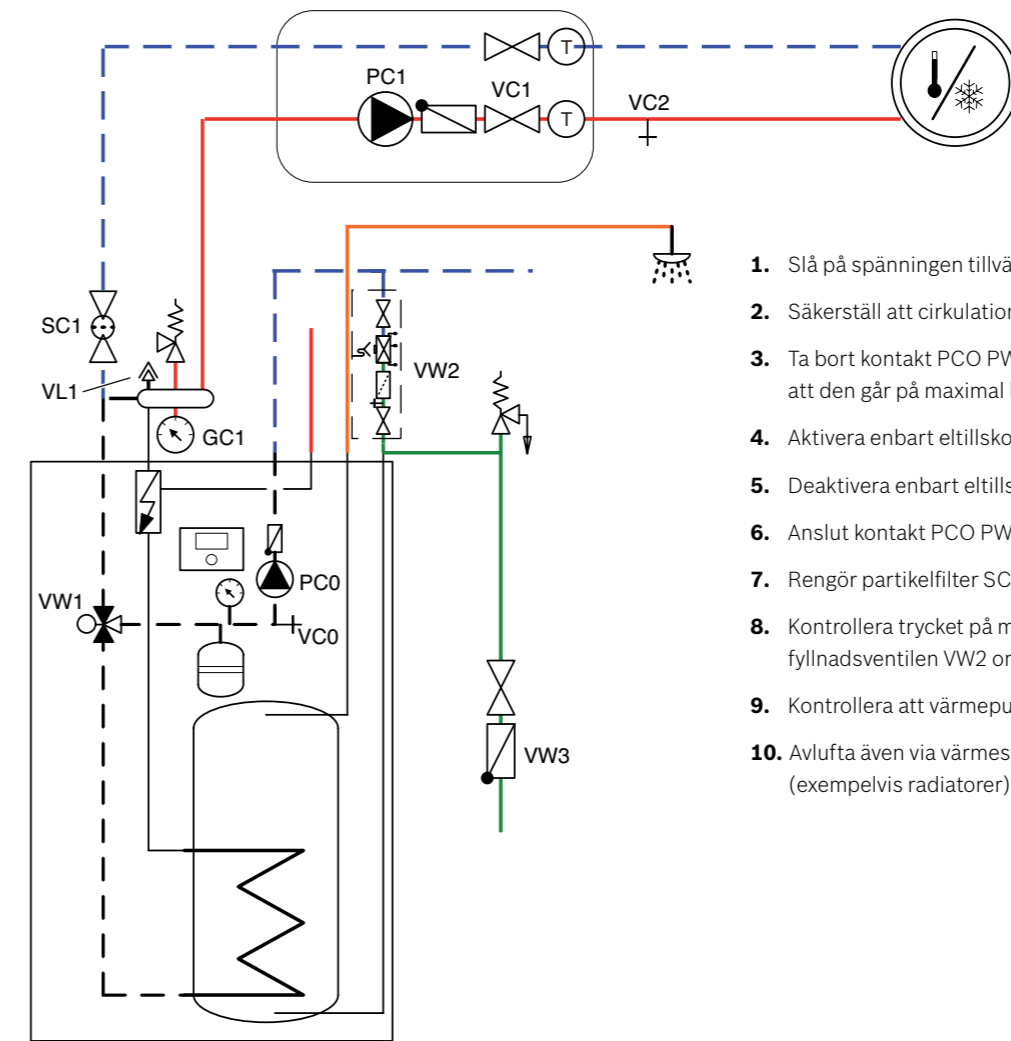 PC1
VC1
T
T
VC2
SC1
VL1
GC1
VW2
VW1
PC0
VC0
VW3
1. Slå på spänningen tillvä
2. Säkerställ att cirkulation
3. Ta bort kontakt PCO PW
att den går på maximal
4. Aktivera enbart eltillsko
5. Deaktivera enbart eltills
6. Anslut kontakt PCO PW
7. Rengör partikelfilter SC
8. Kontrollera trycket på m
fyllnadsventilen VW2 or
9. Kontrollera att värmepu
10. Avlufta även via värmes
(exempelvis radiatorer)